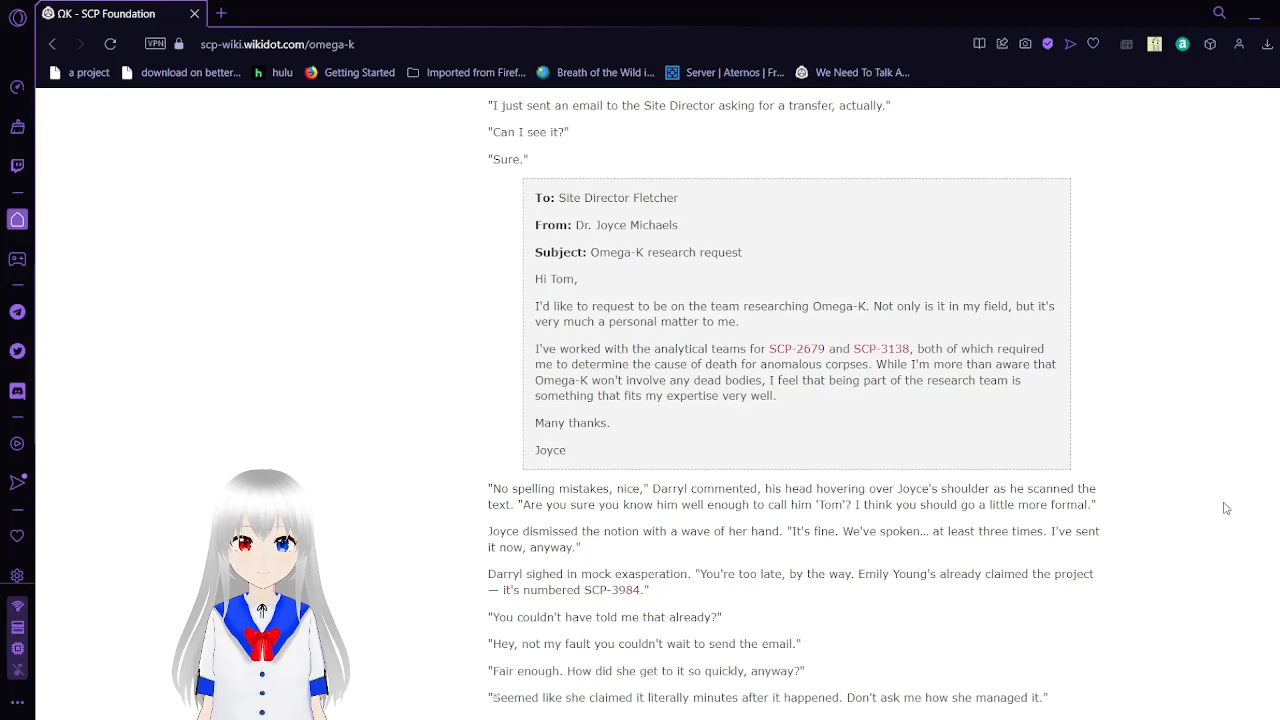 ΩK - SCP Foundation
VPN
scp-wiki.wikidot.com/omega-k
a project
download on better...
hulu
Getting Started
Imported from Firef...
Breath of the Wild i...
Server | Aternos | Fr...
We Need To Talk A...
"I just sent an email to the Site Director asking for a transfer, actually."
"Can I see it?"
"Sure."
To: Site Director Fletcher
From: Dr. Joyce Michaels
Subject: Omega-K research request
Hi Tom,
I'd like to request to be on the team researching Omega-K. Not only is it in my field, but it's
very much a personal matter to me.
I've worked with the analytical teams for SCP-2679 and SCP-3138, both of which required
me to determine the cause of death for anomalous corpses. While I'm more than aware that
Omega-K won't involve any dead bodies, I feel that being part of the research team is
something that fits my expertise very well.
Many thanks.
Joyce
"No spelling mistakes, nice," Darryl commented, his head hovering over Joyce's shoulder as he scanned the
text. "Are you sure you know him well enough to call him 'Tom'? I think you should go a little more formal."
Joyce dismissed the notion with a wave of her hand. "It's fine. We've spoken… at least three times. I've sent
it now, anyway."
Darryl sighed in mock exasperation. "You're too late, by the way. Emily Young's already claimed the project
— it's numbered SCP-3984."
"You couldn't have told me that already?"
"Hey, not my fault you couldn't wait to send the email."
"Fair enough. How did she get to it so quickly, anyway?"
"Seemed like she claimed it literally minutes after it happened. Don't ask me how she managed it."